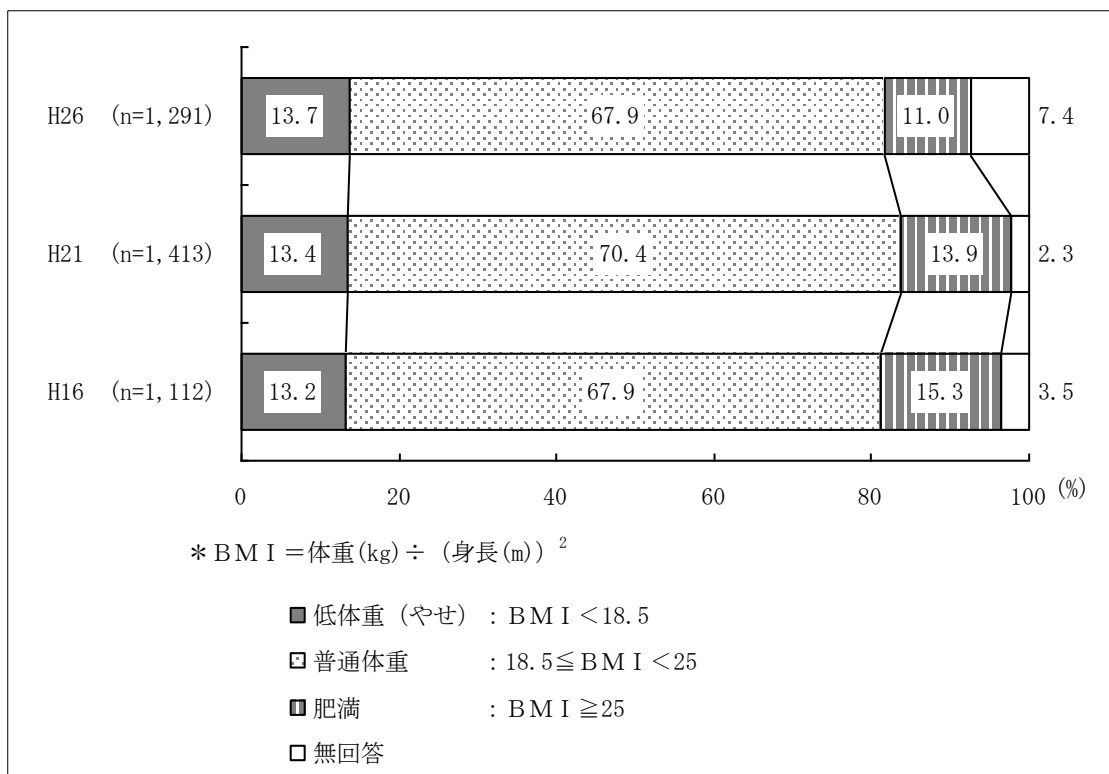 H26 (n=1,291) 13.7 67.9 11.0 7.4
H21 (n=1,413) 13.4 70.4 13.9 2.3
H16 (n=1,112) 13.2 67.9 15.3 3.5
0 20 40 60 80 100 (%)
＊ＢＭＩ＝体重(kg)÷（身長(m)）²
低体重（やせ）：ＢＭＩ＜18.5
普通体重 ：18.5≦ＢＭＩ＜25
肥満 ：ＢＭＩ≧25
無回答